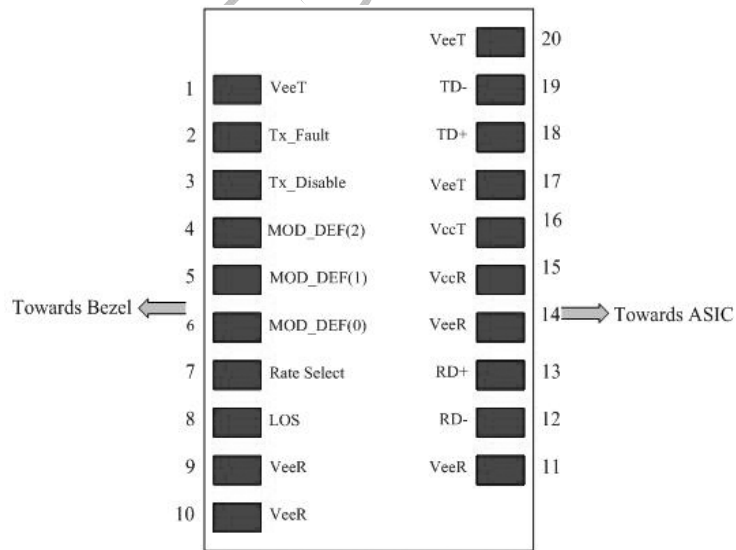 VeeT 20
1 VeeT TD- 19
2 Tx_Fault TD+ 18
3 Tx_Disable VeeT 17
4 MOD_DEF(2) VccT 16
5 MOD_DEF(1) VccR 15
Towards Bezel 6 MOD_DEF(0) VeeR 14 Towards ASIC
7 Rate Select RD+ 13
8 LOS RD- 12
9 VeeR VeeR 11
10 VeeR